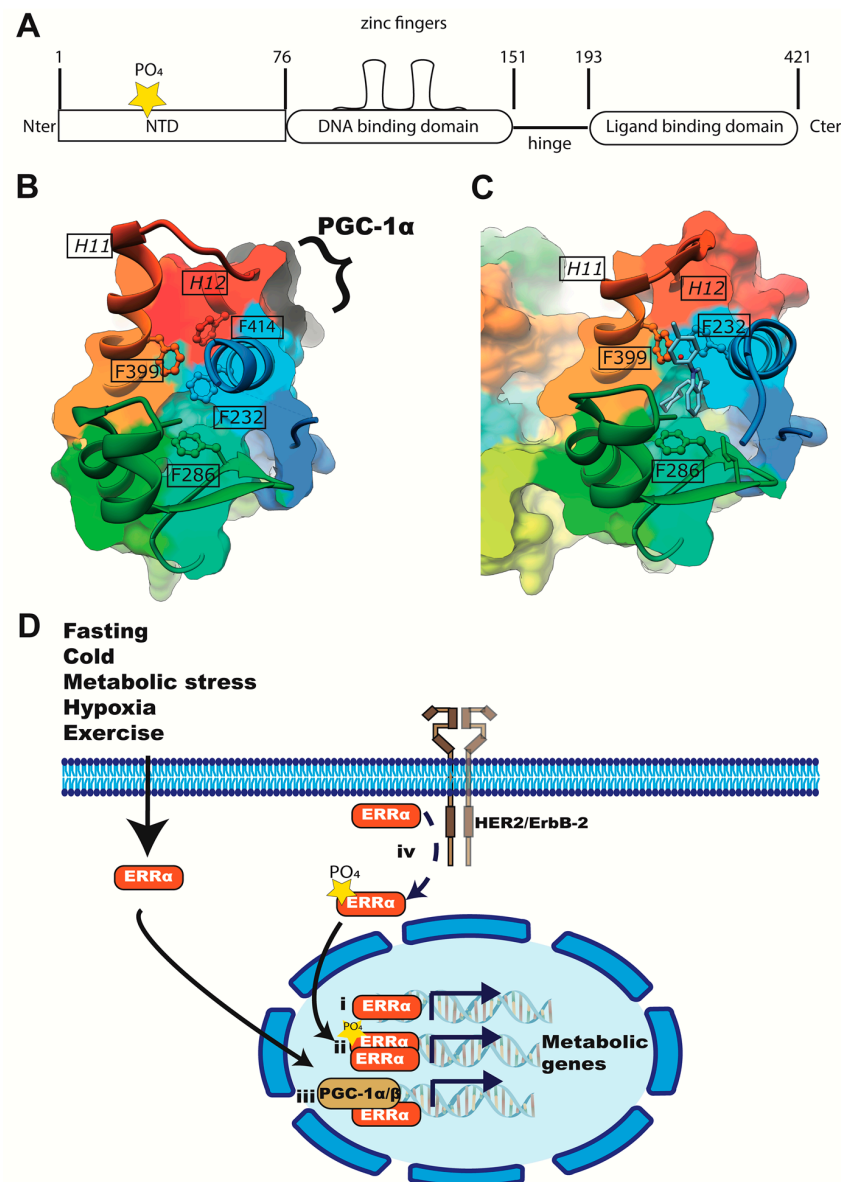 A
zinc fingers
1
76
151
193
421
PO₄
Nter
NTD
DNA binding domain
hinge
Ligand binding domain
Cter
B
PGC-1α
H11
H12
F414
F399
F232
F286
C
H11
H12
F232
F399
F286
D
Fasting
Cold
Metabolic stress
Hypoxia
Exercise
ERRα
HER2/ErbB-2
iv
PO₄
ERRα
ERRα
i
ERRα
PO₄
ii
ERRα
ERRα
Metabolic
genes
iii
PGC-1α/β
ERRα